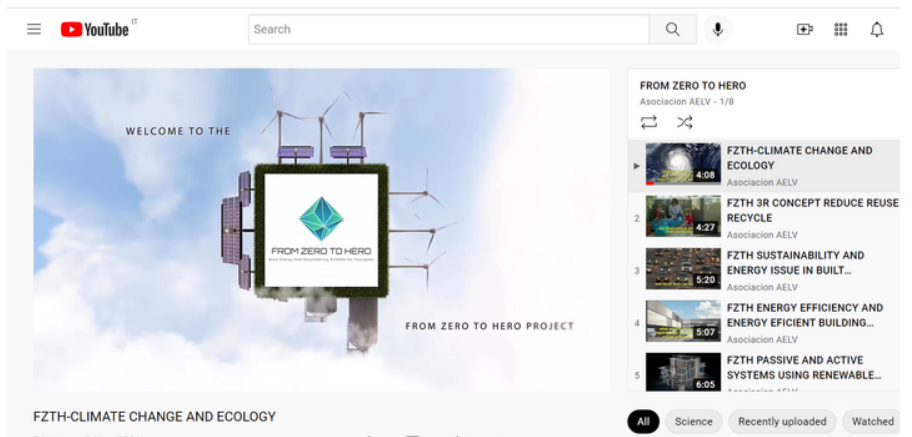 YouTube IT
Search
WELCOME TO THE
FROM ZERO TO HERO
FROM ZERO TO HERO PROJECT
FZTH-CLIMATE CHANGE AND ECOLOGY
FROM ZERO TO HERO
Asociacion AELV - 1/8
FZTH-CLIMATE CHANGE AND
ECOLOGY
4:08
Asociacion AELV
2
FZTH 3R CONCEPT REDUCE REUSE
RECYCLE
4:27
Asociacion AELV
3
FZTH SUSTAINABILITY AND
ENERGY ISSUE IN BUILT...
5:20
Asociacion AELV
4
FZTH ENERGY EFFICIENCY AND
ENERGY EFICIENT BUILDING...
5:07
Asociacion AELV
5
FZTH PASSIVE AND ACTIVE
SYSTEMS USING RENEWABLE...
6:05
All Science Recently uploaded Watched